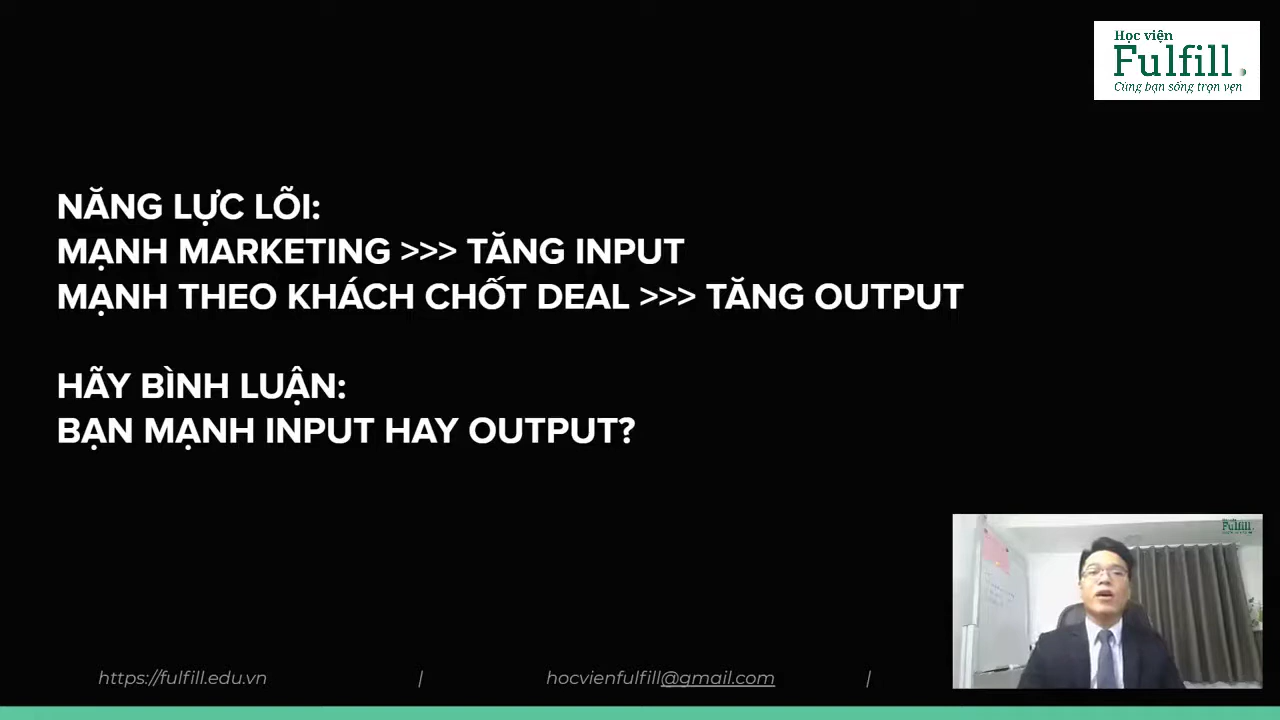 Học viện
Fulfill.
Cùng bạn sống trọn vẹn
NĂNG LỰC LÕI:
MẠNH MARKETING >>> TĂNG INPUT
MẠNH THEO KHÁCH CHỐT DEAL >>> TĂNG OUTPUT
HÃY BÌNH LUẬN:
BẠN MẠNH INPUT HAY OUTPUT?
Fulfill.
https://fulfill.edu.vn | hocvienfulfill@gmail.com |